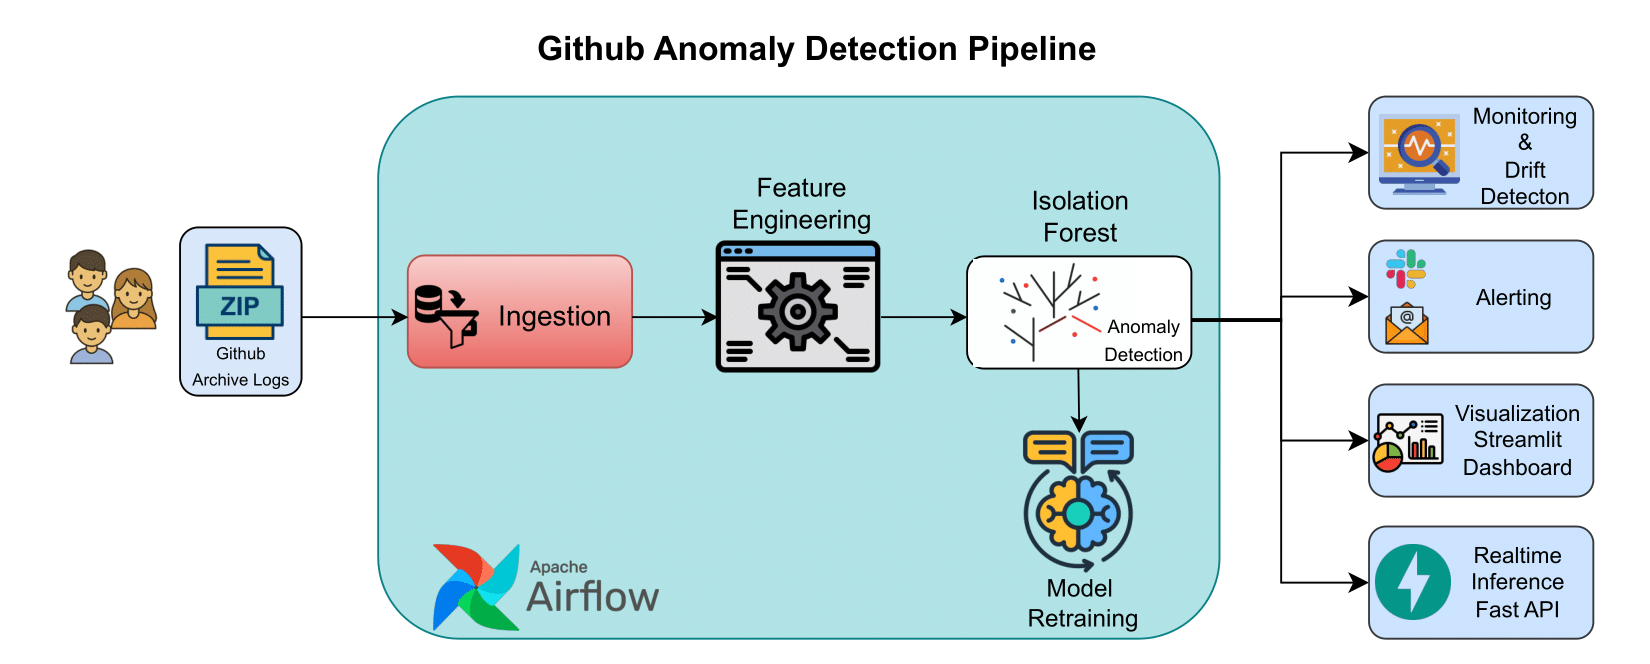 Github Anomaly Detection Pipeline
ZIP
Github
Archive Logs
Ingestion
Feature
Engineering
Isolation
Forest
Anomaly
Detection
Model
Retraining
Apache
Airflow
Monitoring
&
Drift
Detecton
@
Alerting
Visualization
Streamlit
Dashboard
Realtime
Inference
Fast API